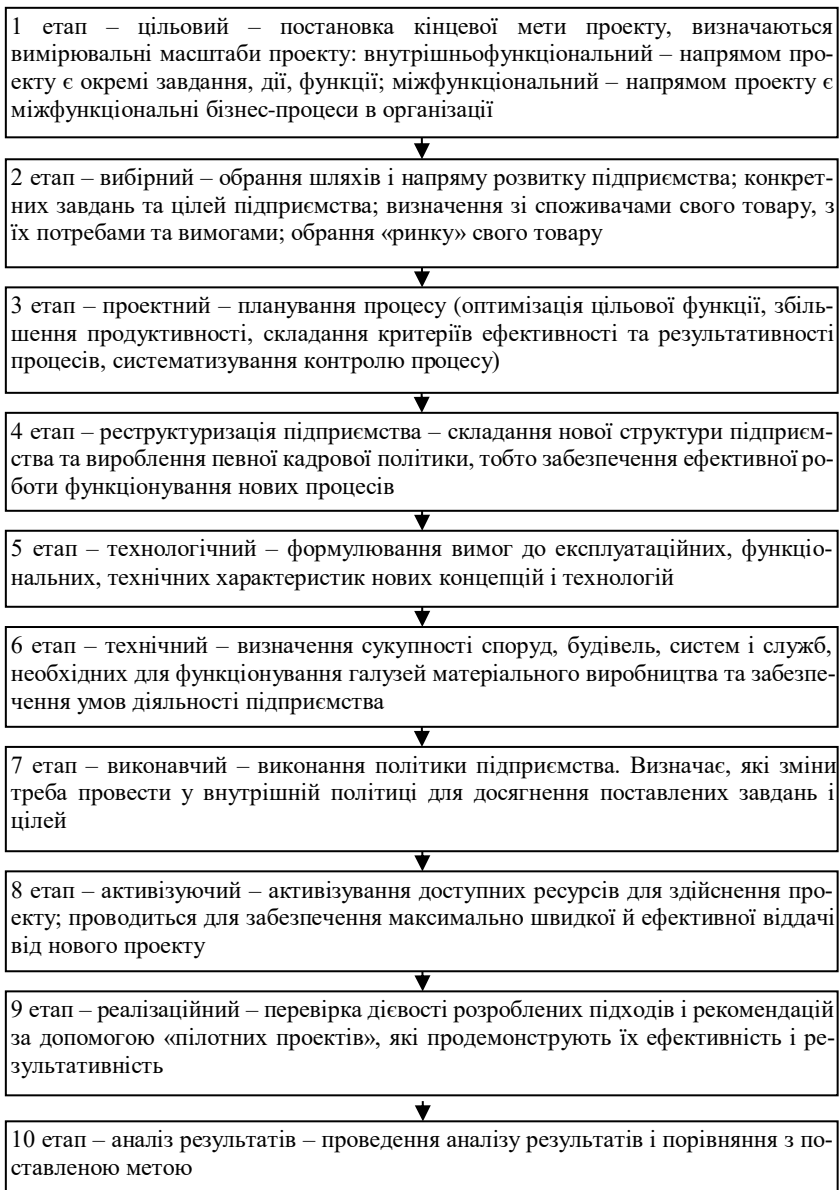 1 етап – цільовий – постановка кінцевої мети проекту, визначаються
вимірювальні масштаби проекту: внутрішньофункціональний – напрямом про-
екту є окремі завдання, дії, функції; міжфункціональний – напрямом проекту є
міжфункціональні бізнес-процеси в організації
2 етап – вибірний – обрання шляхів і напряму розвитку підприємства; конкрет-
них завдань та цілей підприємства; визначення зі споживачами свого товару, з
їх потребами та вимогами; обрання «ринку» свого товару
3 етап – проектний – планування процесу (оптимізація цільової функції, збіль-
шення продуктивності, складання критеріїв ефективності та результативності
процесів, систематизування контролю процесу)
4 етап – реструктуризація підприємства – складання нової структури підприєм-
ства та вироблення певної кадрової політики, тобто забезпечення ефективної ро-
боти функціонування нових процесів
5 етап – технологічний – формулювання вимог до експлуатаційних, функціо-
нальних, технічних характеристик нових концепцій і технологій
6 етап – технічний – визначення сукупності споруд, будівель, систем і служб,
необхідних для функціонування галузей матеріального виробництва та забезпе-
чення умов діяльності підприємства
7 етап – виконавчий – виконання політики підприємства. Визначає, які зміни
треба провести у внутрішній політиці для досягнення поставлених завдань і
цілей
8 етап – активізуючий – активізування доступних ресурсів для здійснення про-
екту; проводиться для забезпечення максимально швидкої й ефективної віддачі
від нового проекту
9 етап – реалізаційний – перевірка дієвості розроблених підходів і рекомендацій
за допомогою «пілотних проектів», які продемонструють їх ефективність і ре-
зультативність
10 етап – аналіз результатів – проведення аналізу результатів і порівняння з по-
ставленою метою